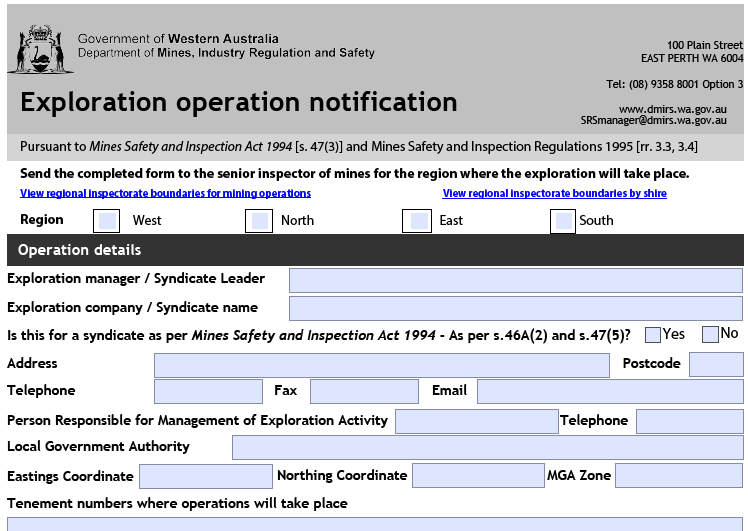 Government of Western Australia
Department of Mines, Industry Regulation and Safety
100 Plain Street
EAST PERTH WA 6004
Tel: (08) 9358 8001 Option 3
www.dmirs.wa.gov.au
SRSmanager@dmirs.wa.gov.au
Exploration operation notification
Pursuant to Mines Safety and Inspection Act 1994 [s. 47(3)] and Mines Safety and Inspection Regulations 1995 [rr. 3.3, 3.4]
Send the completed form to the senior inspector of mines for the region where the exploration will take place.
View regional inspectorate boundaries for mining operations View regional inspectorate boundaries by shire
Region West North East South
Operation details
Exploration manager / Syndicate Leader
Exploration company / Syndicate name
Is this for a syndicate as per Mines Safety and Inspection Act 1994 - As per s.46A(2) and s.47(5)? Yes No
Address Postcode
Telephone Fax Email
Person Responsible for Management of Exploration Activity Telephone
Local Government Authority
Eastings Coordinate Northing Coordinate MGA Zone
Tenement numbers where operations will take place